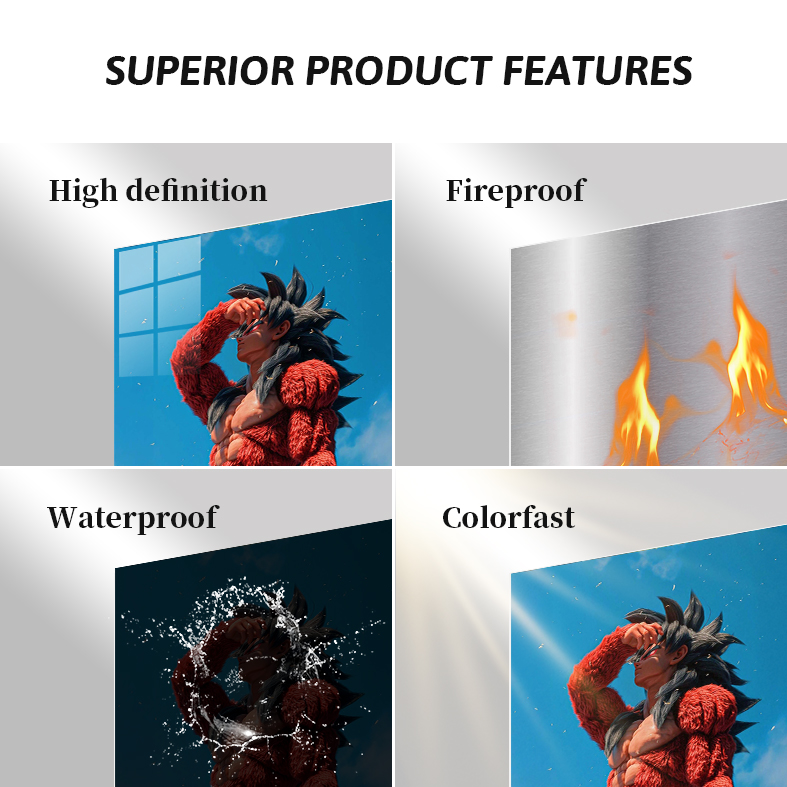 SUPERIOR PRODUCT FEATURES
High definition
Fireproof
Waterproof
Colorfast